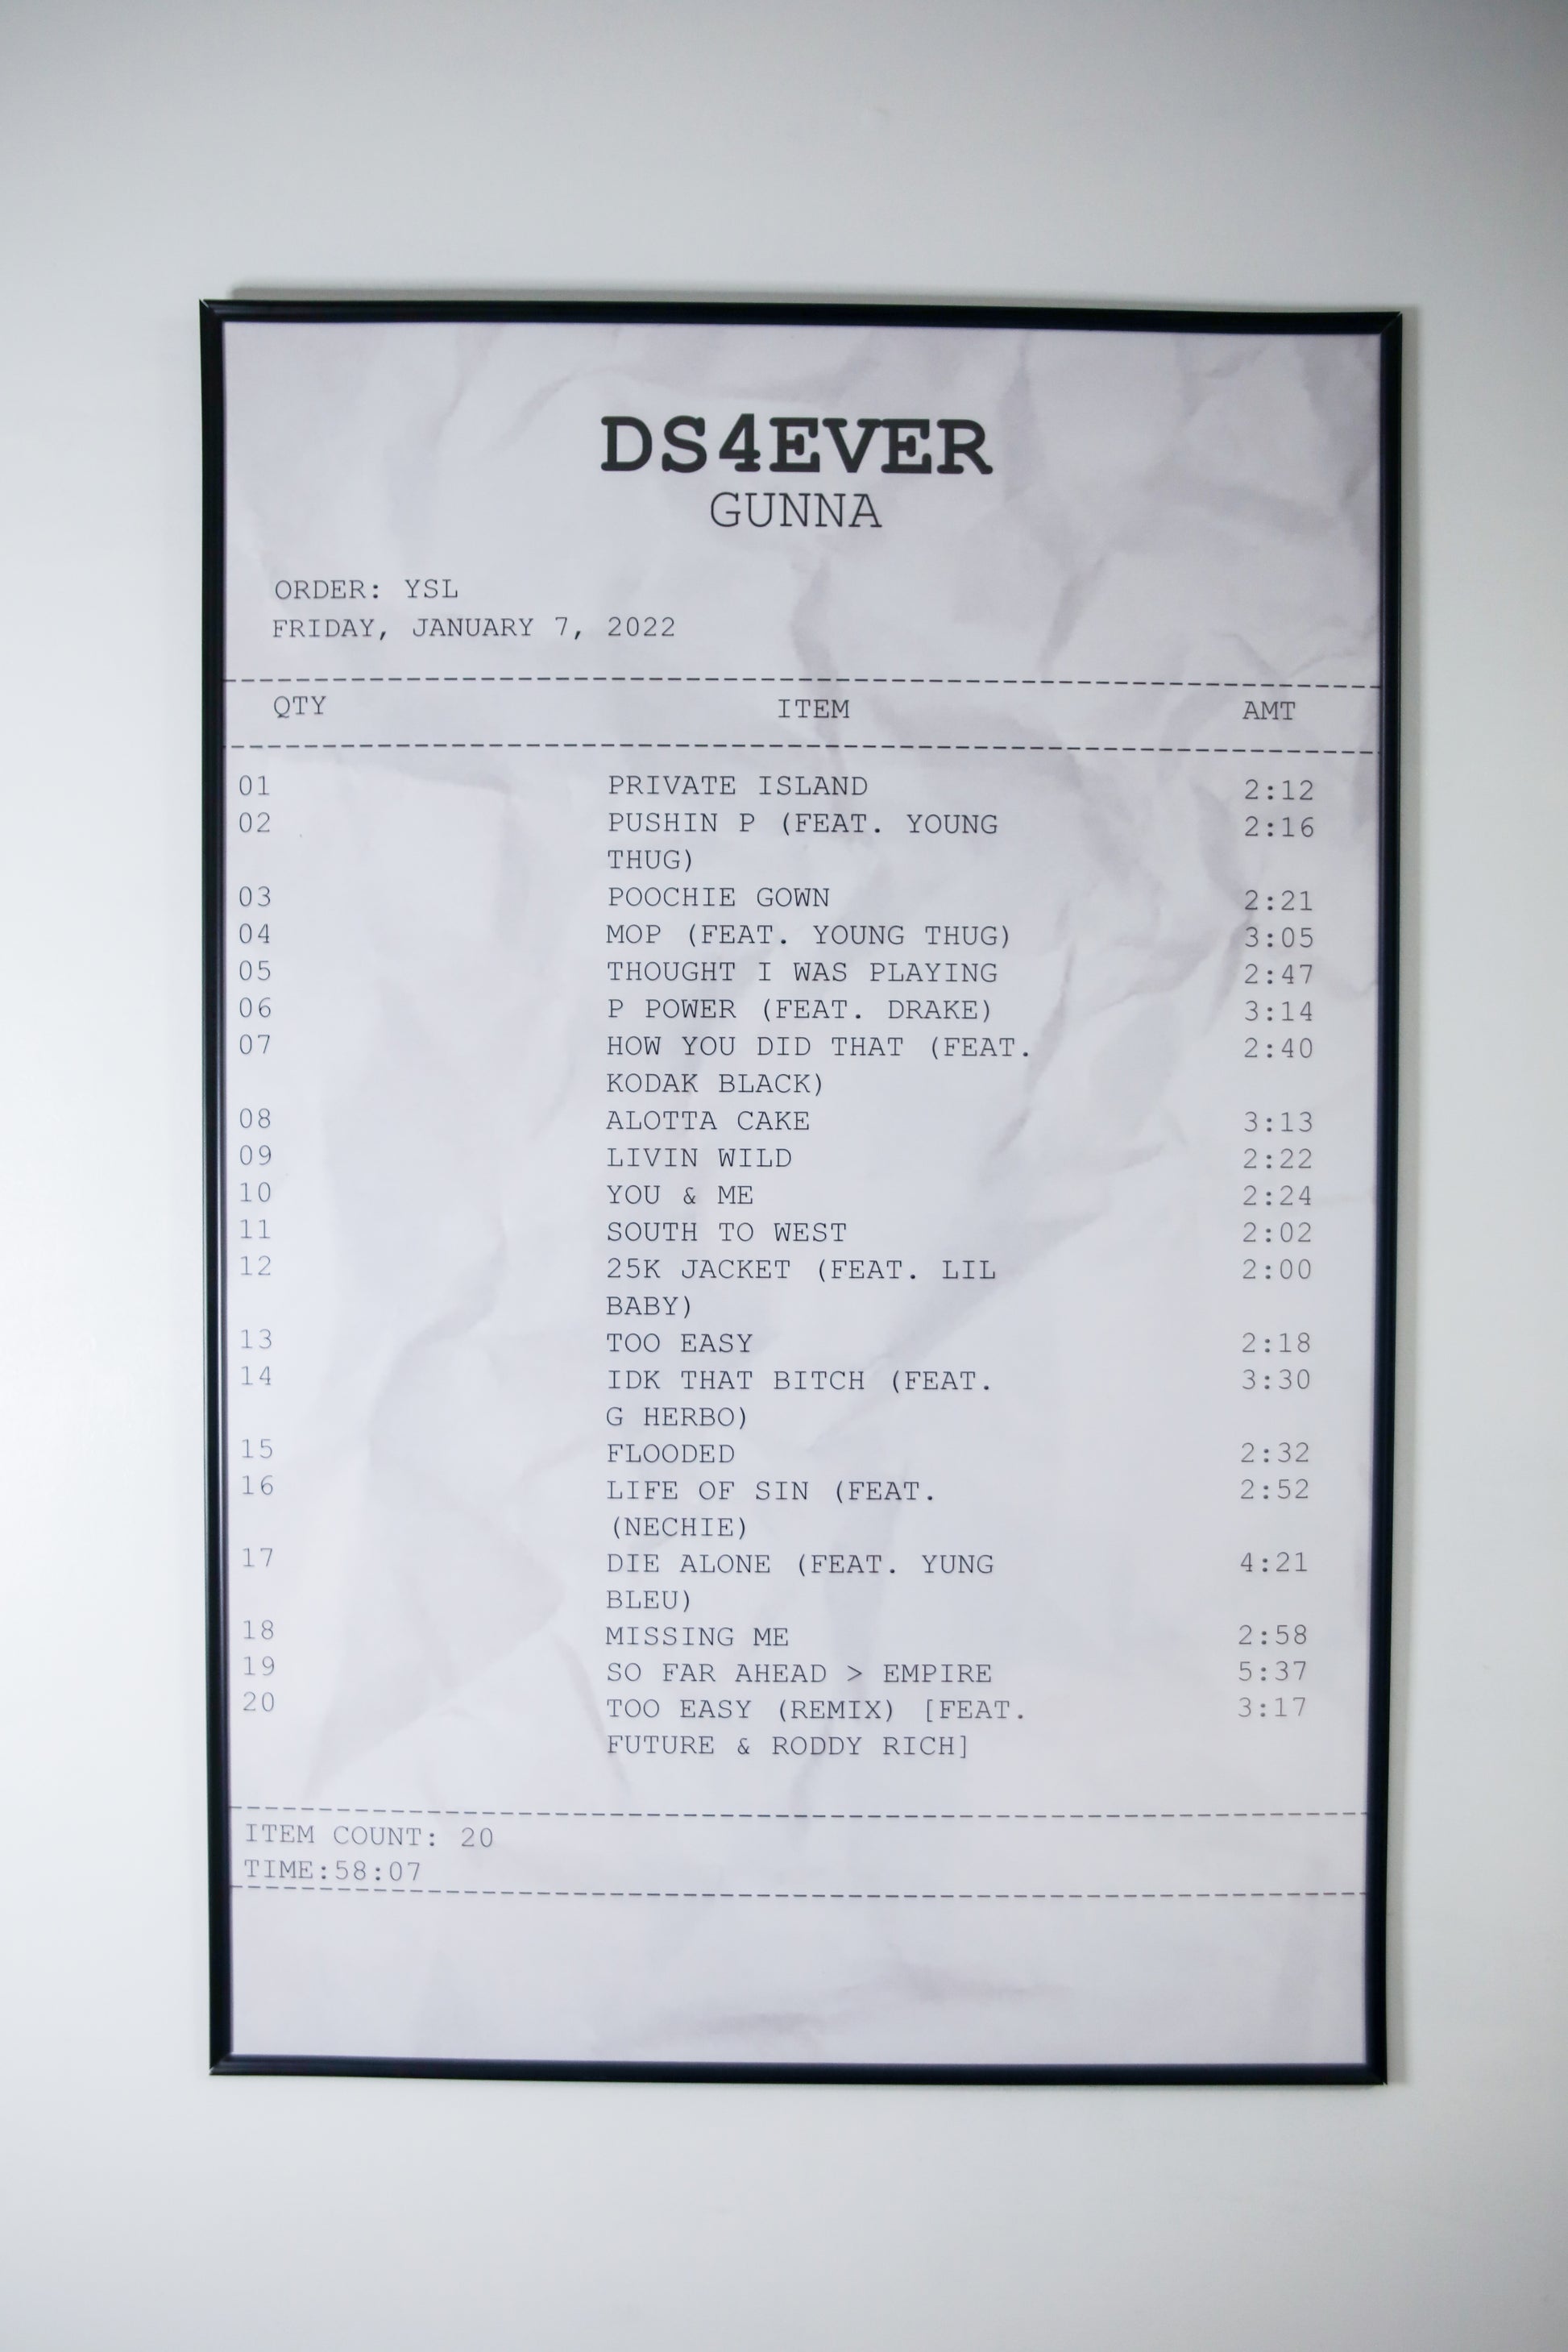 DS4EVER
GUNNA
ORDER: YSL
FRIDAY, JANUARY 7, 2022
QTY ITEM AMT
01 PRIVATE ISLAND 2:12
02 PUSHIN P (FEAT. YOUNG 2:16
THUG)
03 POOCHIE GOWN 2:21
04 MOP (FEAT. YOUNG THUG) 3:05
05 THOUGHT I WAS PLAYING 2:47
06 P POWER (FEAT. DRAKE) 3:14
07 HOW YOU DID THAT (FEAT. 2:40
KODAK BLACK)
08 ALOTTA CAKE 3:13
09 LIVIN WILD 2:22
10 YOU & ME 2:24
11 SOUTH TO WEST 2:02
12 25K JACKET (FEAT. LIL 2:00
BABY)
13 TOO EASY 2:18
14 IDK THAT BITCH (FEAT. 3:30
G HERBO)
15 FLOODED 2:32
16 LIFE OF SIN (FEAT. 2:52
(NECHIE)
17 DIE ALONE (FEAT. YUNG 4:21
BLEU)
18 MISSING ME 2:58
19 SO FAR AHEAD > EMPIRE 5:37
20 TOO EASY (REMIX) [FEAT. 3:17
FUTURE & RODDY RICH]
ITEM COUNT: 20
TIME:58:07